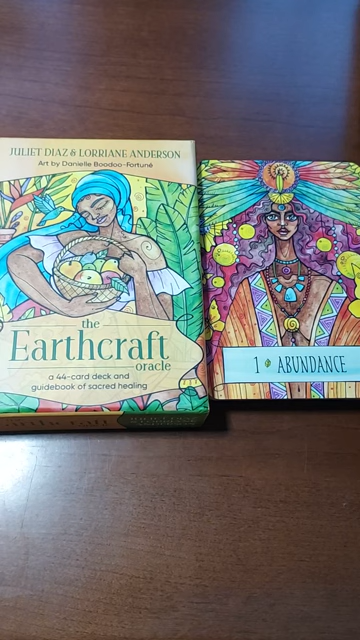 JULIET DIAZ & LORRIANE ANDERSON
Art by Danielle Boodoo-Fortuné
the
Earthcraft
oracle
a 44-card deck and
guidebook of sacred healing
1 ABUNDANCE